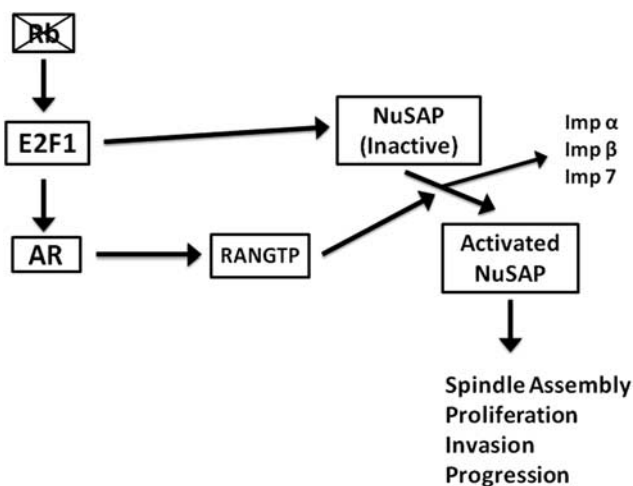 Rb
E2F1
NuSAP
(Inactive)
Imp α
Imp β
Imp 7
AR
RANGTP
Activated
NuSAP
Spindle Assembly
Proliferation
Invasion
Progression